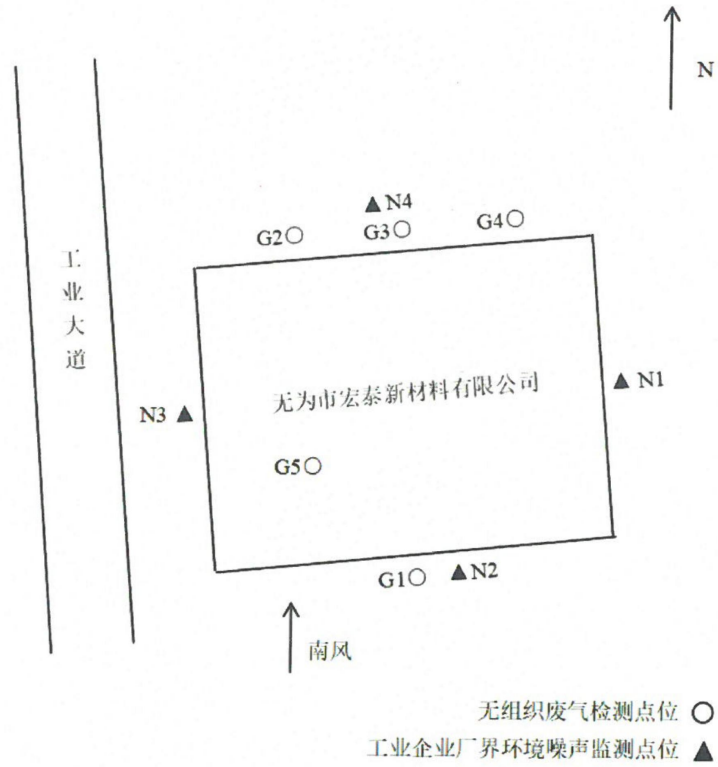 N
N4
G2
G3
G4
工业大道
无为市宏泰新材料有限公司
N1
N3
G5
G1
N2
南风
无组织废气检测点位
工业企业厂界环境噪声监测点位